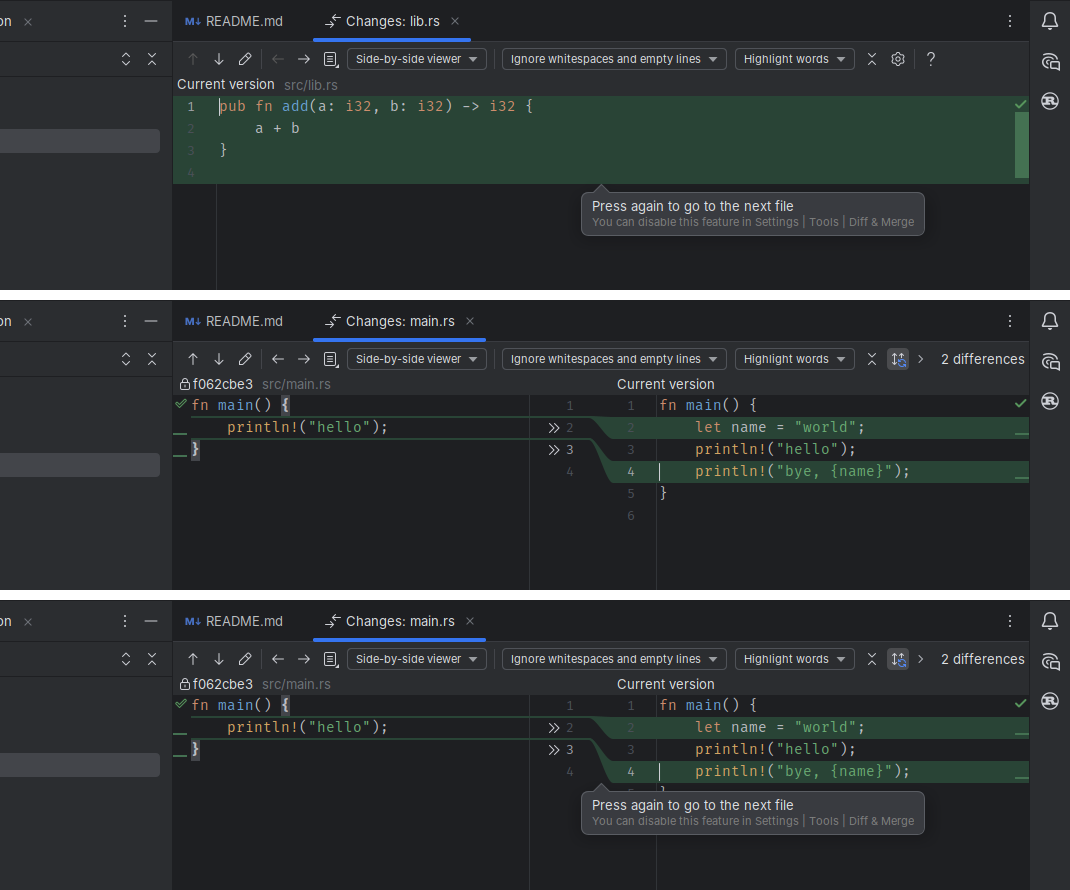 on
README.md
Changes: lib.rs
Side-by-side viewer
Ignore whitespaces and empty lines
Highlight words
?
Current version src/lib.rs
1 pub fn add(a: i32, b: i32) -> i32 {
2 a + b
3 }
4
Press again to go to the next file
You can disable this feature in Settings | Tools | Diff & Merge
on
README.md
Changes: main.rs
Side-by-side viewer
Ignore whitespaces and empty lines
Highlight words
2 differences
f062cbe3 src/main.rs
Current version
fn main() { 1
println!("hello"); 2
} 3
4
1 fn main() {
2 let name = "world";
3 println!("hello");
4 println!("bye, {name}");
5 }
6
on
README.md
Changes: main.rs
Side-by-side viewer
Ignore whitespaces and empty lines
Highlight words
2 differences
f062cbe3 src/main.rs
Current version
fn main() { 1
println!("hello"); 2
} 3
4
1 fn main() {
2 let name = "world";
3 println!("hello");
4 println!("bye, {name}");
Press again to go to the next file
You can disable this feature in Settings | Tools | Diff & Merge